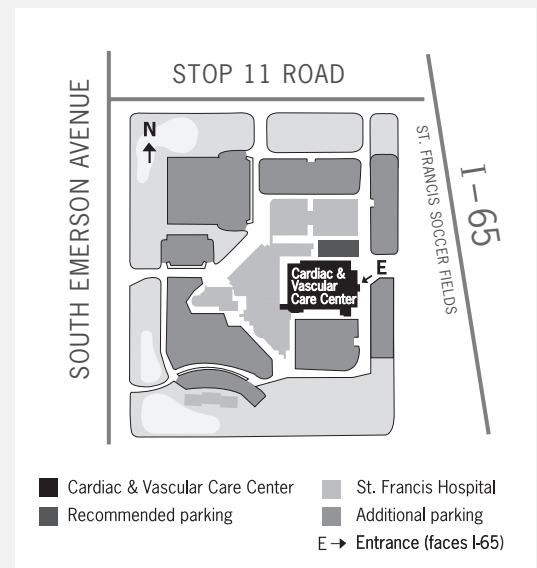 STOP 11 ROAD
SOUTH EMERSON AVENUE
N
ST. FRANCIS SOCCER FIELDS
I-65
E
Cardiac &
Vascular
Care Center
Cardiac & Vascular Care Center
St. Francis Hospital
Recommended parking
Additional parking
E → Entrance (faces I-65)